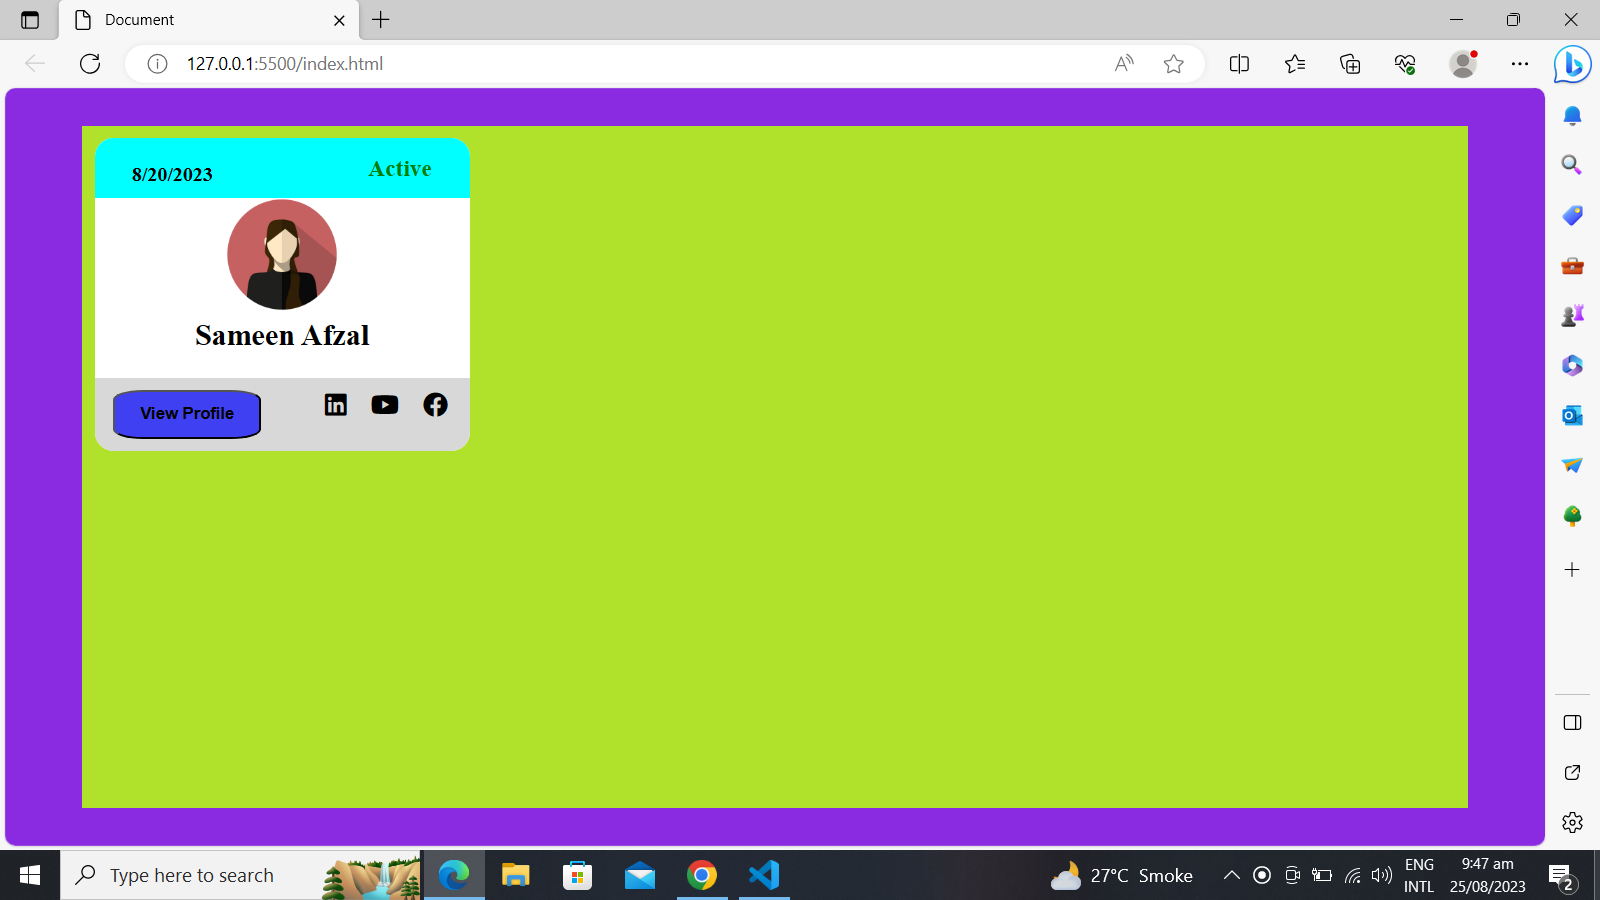 Document
127.0.0.1:5500/index.html
8/20/2023
Active
Sameen Afzal
View Profile
Type here to search
27°C Smoke
ENG
INTL
9:47 am
25/08/2023
2